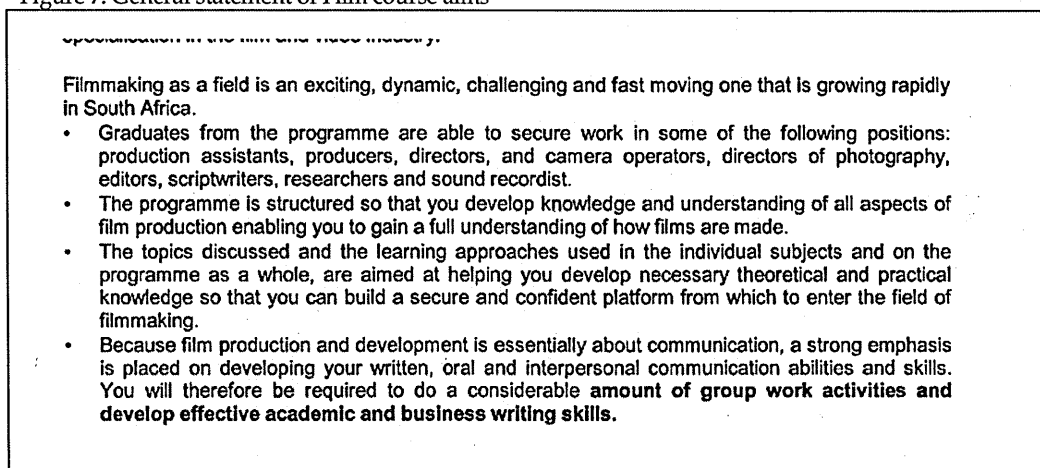 Figure 7: General statement of Film course aims
specialisation in the film and video industry.
Filmmaking as a field is an exciting, dynamic, challenging and fast moving one that is growing rapidly
in South Africa.
• Graduates from the programme are able to secure work in some of the following positions:
production assistants, producers, directors, and camera operators, directors of photography,
editors, scriptwriters, researchers and sound recordist.
• The programme is structured so that you develop knowledge and understanding of all aspects of
film production enabling you to gain a full understanding of how films are made.
• The topics discussed and the learning approaches used in the individual subjects and on the
programme as a whole, are aimed at helping you develop necessary theoretical and practical
knowledge so that you can build a secure and confident platform from which to enter the field of
filmmaking.
• Because film production and development is essentially about communication, a strong emphasis
is placed on developing your written, oral and interpersonal communication abilities and skills.
You will therefore be required to do a considerable amount of group work activities and
develop effective academic and business writing skills.